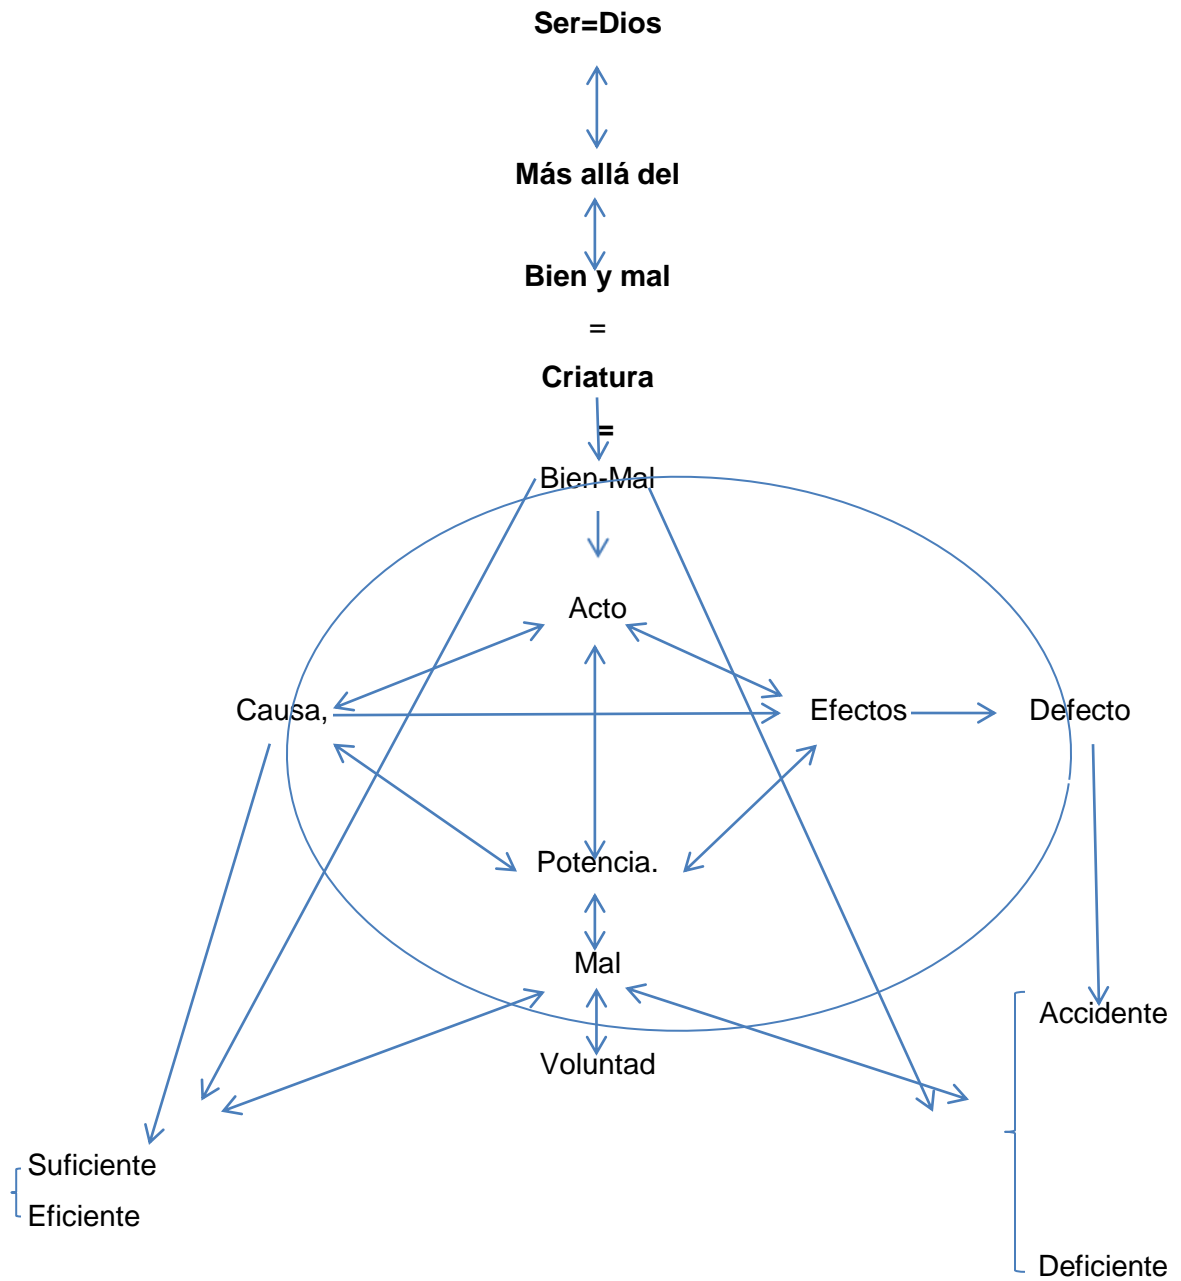 Ser=Dios
Más allá del
Bien y mal
=
Criatura
=
Bien-Mal
Acto
Causa, Efectos Defecto
Potencia.
Mal
Accidente
Voluntad
Suficiente
Eficiente
Deficiente